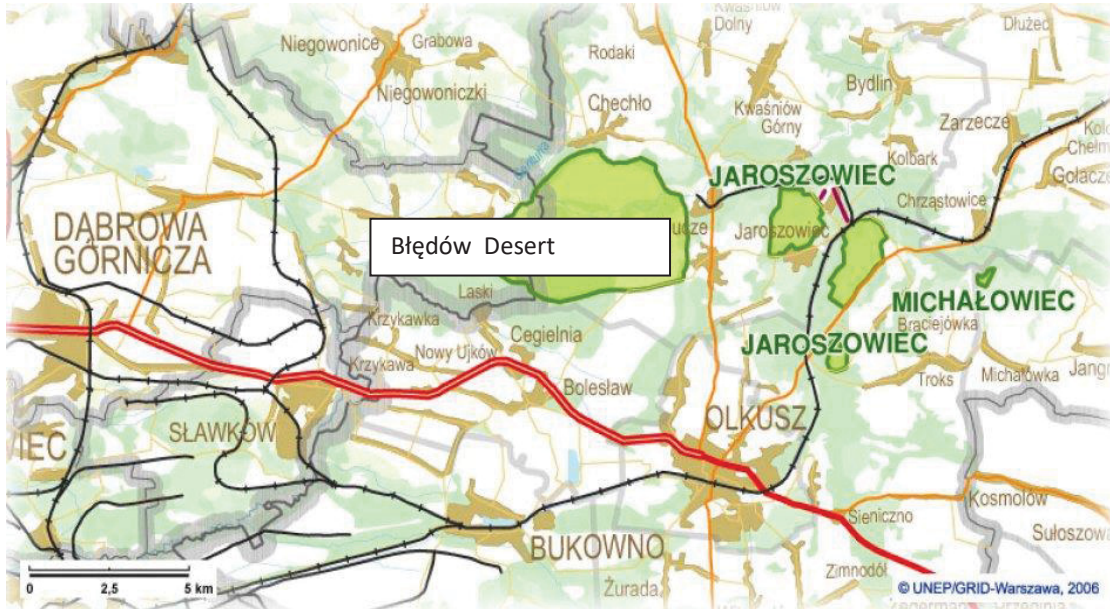 Kwaśniów
Dolny
Dłużec
Niegowonice
Grabowa
Rodaki
Niegowoniczki
Bydlin
Chechło
Kwaśniów
Górny
Zarzecze
Kolbark
JAROSZOWIEC
Chrząstowice
DĄBROWA
GÓRNICZA
Błędów Desert
Jaroszowiec
Laski
MICHAŁOWIEC
Krzykawka
Cegielnia
Braciejówka
JAROSZOWIEC
Krzykawa
Nowy Ujków
Troks
Michałówka
Bolesław
OLKUSZ
SŁAWKÓW
Kosmolów
Sieniczno
BUKOWNO
Zimnodół
Żurada
0 2,5 5 km
© UNEP/GRID-Warszawa, 2006